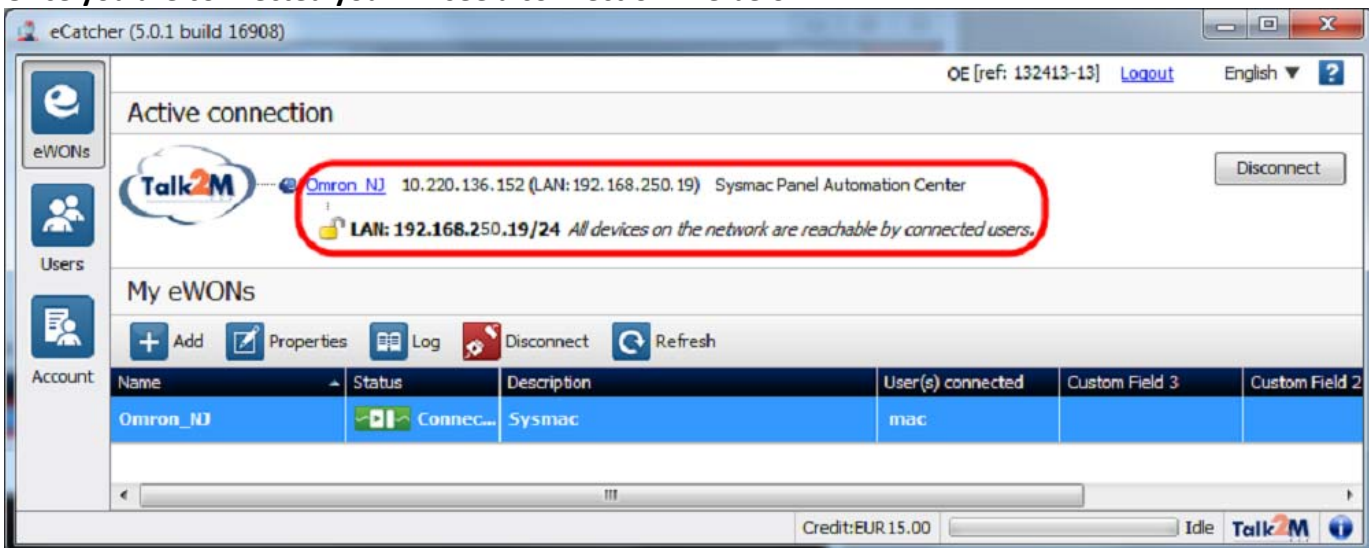 eCatcher (5.0.1 build 16908)
OE [ref: 132413-13] Logout English ▼ ?
Active connection
eWONs
Talk2M
Omron_NJ 10.220.136.152 (LAN: 192.168.250.19) Sysmac Panel Automation Center
Disconnect
LAN: 192.168.250.19/24 All devices on the network are reachable by connected users.
Users
My eWONs
Add Properties Log Disconnect Refresh
Account
Name Status Description User(s) connected Custom Field 3 Custom Field 2
Omron_NJ Connec... Sysmac mac
Credit:EUR 15.00 Idle Talk2M